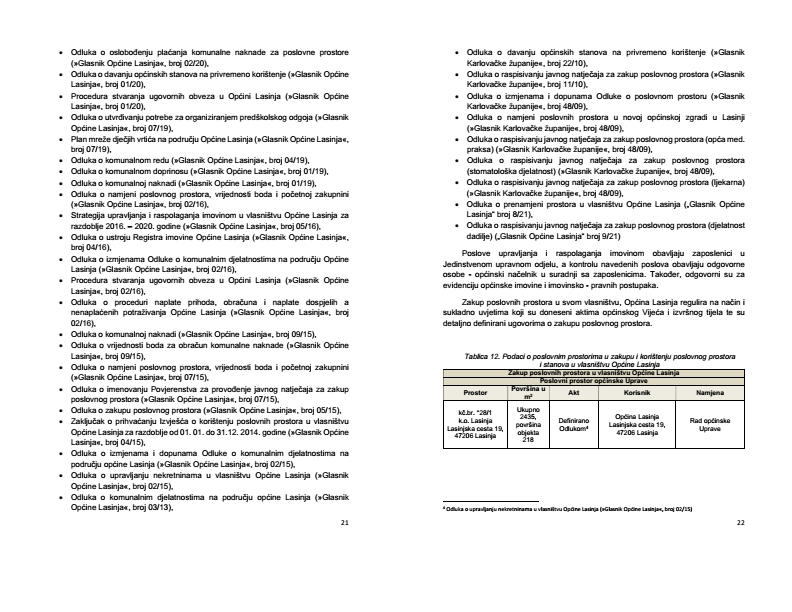 • Odluka o oslobođenju plaćanja komunalne naknade za poslovne prostore
(»Glasnik Općine Lasinja«, broj 02/20),
• Odluka o davanju općinskih stanova na privremeno korištenje (»Glasnik Općine
Lasinja«, broj 01/20),
• Procedura stvaranja ugovornih obveza u Općini Lasinja (»Glasnik Općine
Lasinja«, broj 01/20),
• Odluka o utvrđivanju potrebe za organiziranjem predškolskog odgoja (»Glasnik
Općine Lasinja«, broj 07/19),
• Plan mreže dječjih vrtića na području Općine Lasinja (»Glasnik Općine Lasinja«,
broj 07/19),
• Odluka o komunalnom redu (»Glasnik Općine Lasinja«, broj 04/19),
• Odluka o komunalnom doprinosu (»Glasnik Općine Lasinja«, broj 01/19),
• Odluka o komunalnoj naknadi (»Glasnik Općine Lasinja«, broj 01/19),
• Odluka o namjeni poslovnog prostora, vrijednosti boda i početnoj zakupnini
(»Glasnik Općine Lasinja«, broj 02/16),
• Strategija upravljanja i raspolaganja imovinom u vlasništvu Općine Lasinja za
razdoblje 2016. – 2020. godine (»Glasnik Općine Lasinja«, broj 05/16),
• Odluka o ustroju Registra imovine Općine Lasinja (»Glasnik Općine Lasinja«,
broj 04/16),
• Odluka o izmjenama Odluke o komunalnim djelatnostima na području Općine
Lasinja (»Glasnik Općine Lasinja«, broj 02/16),
• Procedura stvaranja ugovornih obveza u Općini Lasinja (»Glasnik Općine
Lasinja«, broj 02/16),
• Odluka o proceduri naplate prihoda, obračuna i naplate dospjelih a
nenaplaćenih potraživanja Općine Lasinja (»Glasnik Općine Lasinja«, broj
02/16),
• Odluka o komunalnoj naknadi (»Glasnik Općine Lasinja«, broj 09/15),
• Odluka o vrijednosti boda za obračun komunalne naknade (»Glasnik Općine
Lasinja«, broj 09/15),
• Odluka o namjeni poslovnog prostora, vrijednosti boda i početnoj zakupnini
(»Glasnik Općine Lasinja«, broj 07/15),
• Odluka o imenovanju Povjerenstva za provođenje javnog natječaja za zakup
poslovnog prostora (»Glasnik Općine Lasinja«, broj 07/15),
• Odluka o zakupu poslovnog prostora (»Glasnik Općine Lasinja«, broj 05/15),
• Zaključak o prihvaćanju Izvješća o korištenju poslovnih prostora u vlasništvu
Općine Lasinja za razdoblje od 01. 01. do 31.12. 2014. godine (»Glasnik Općine
Lasinja«, broj 04/15),
• Odluka o izmjenama i dopunama Odluke o komunalnim djelatnostima na
području općine Lasinja (»Glasnik Općine Lasinja«, broj 02/15),
• Odluka o upravljanju nekretninama u vlasništvu Općine Lasinja (»Glasnik
Općine Lasinja«, broj 02/15),
• Odluka o komunalnim djelatnostima na području općine Lasinja (»Glasnik
Općine Lasinja«, broj 03/13),
21
• Odluka o davanju općinskih stanova na privremeno korištenje (»Glasnik
Karlovačke županije«, broj 22/10),
• Odluka o raspisivanju javnog natječaja za zakup poslovnog prostora (»Glasnik
Karlovačke županije«, broj 11/10),
• Odluka o izmjenama i dopunama Odluke o poslovnom prostoru (»Glasnik
Karlovačke županije«, broj 48/09),
• Odluka o namjeni poslovnih prostora u novoj općinskoj zgradi u Lasinji
(»Glasnik Karlovačke županije«, broj 48/09),
• Odluka o raspisivanju javnog natječaja za zakup poslovnog prostora (opća med.
praksa) (»Glasnik Karlovačke županije«, broj 48/09),
• Odluka o raspisivanju javnog natječaja za zakup poslovnog prostora
(stomatološka djelatnost) (»Glasnik Karlovačke županije«, broj 48/09),
• Odluka o raspisivanju javnog natječaja za zakup poslovnog prostora (ljekarna)
(»Glasnik Karlovačke županije«, broj 48/09),
• Odluka o prenamjeni prostora u vlasništvu Općine Lasinja („Glasnik Općine
Lasinja“ broj 8/21),
• Odluka o raspisivanju javnog natječaja za zakup poslovnog prostora (djelatnost
dadilje) („Glasnik Općine Lasinja“ broj 9/21)
Poslove upravljanja i raspolaganja imovinom obavljaju zaposlenici u
Jedinstvenom upravnom odjelu, a kontrolu navedenih poslova obavljaju odgovorne
osobe - općinski načelnik u suradnji sa zaposlenicima. Također, odgovorni su za
evidenciju općinske imovine i imovinsko - pravnih postupaka.
Zakup poslovnih prostora u svom vlasništvu, Općina Lasinja regulira na način i
sukladno uvjetima koji su doneseni aktima općinskog Vijeća i izvršnog tijela te su
detaljno definirani ugovorima o zakupu poslovnog prostora.
Tablica 12. Podaci o poslovnim prostorima u zakupu i korištenju poslovnog prostora
i stanova u vlasništvu Općine Lasinja
Zakup poslovnih prostora u vlasništvu Općine Lasinja
Poslovni prostor općinske Uprave
Prostor | Površina u m² | Akt | Korisnik | Namjena
kč.br. *28/1 k.o. Lasinja Lasinjska cesta 19, 47206 Lasinja | Ukupno 2435, površina objekta 218 | Definirano Odlukom⁴ | Općina Lasinja Lasinjska cesta 19, 47206 Lasinja | Rad općinske Uprave
⁴ Odluka o upravljanju nekretninama u vlasništvu Općine Lasinja (»Glasnik Općine Lasinja«, broj 02/15)
22